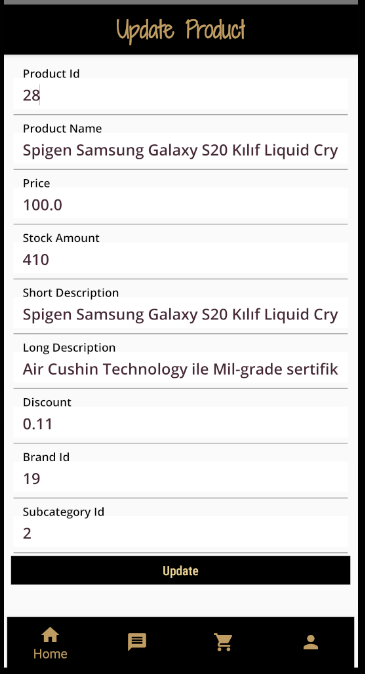 Update Product
Product Id
28
Product Name
Spigen Samsung Galaxy S20 Kılıf Liquid Cry
Price
100.0
Stock Amount
410
Short Description
Spigen Samsung Galaxy S20 Kılıf Liquid Cry
Long Description
Air Cushin Technology ile Mil-grade sertifik
Discount
0.11
Brand Id
19
Subcategory Id
2
Update
Home